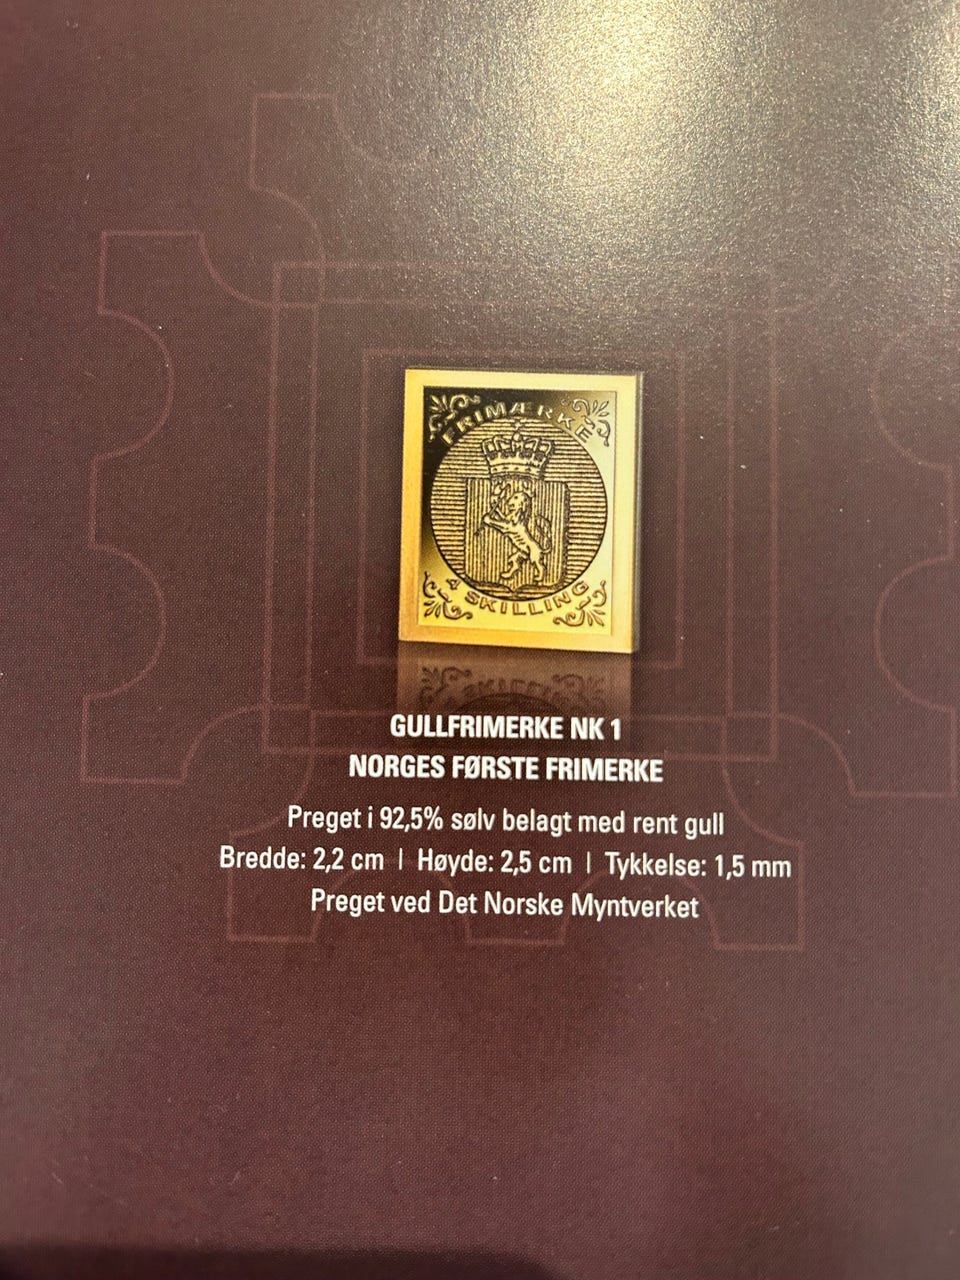 FRIMÆRKE
4 SKILLING
GULLFRIMERKE NK 1
NORGES FØRSTE FRIMERKE
Preget i 92,5% sølv belagt med rent gull
Bredde: 2,2 cm | Høyde: 2,5 cm | Tykkelse: 1,5 mm
Preget ved Det Norske Myntverket